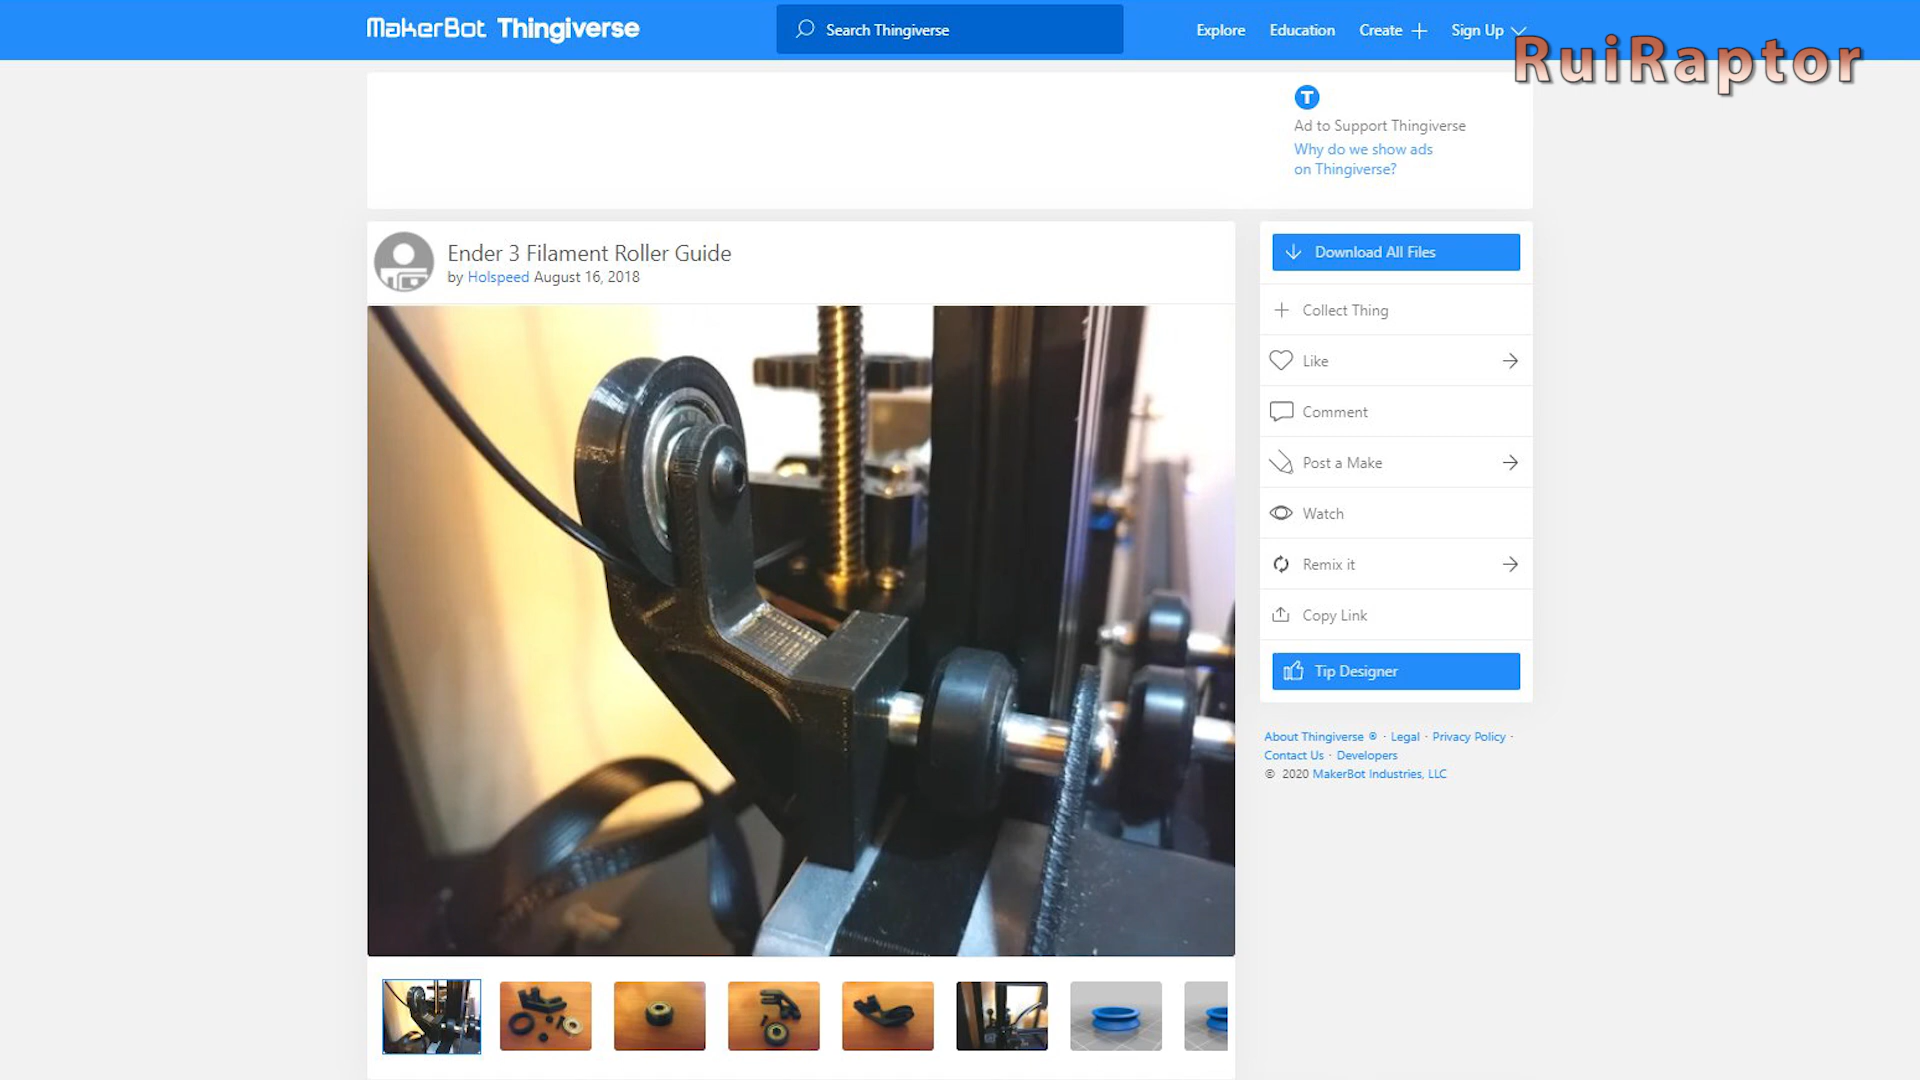 MakerBot Thingiverse
Search Thingiverse
Explore
Education
Create
Sign Up
RuiRaptor
Ad to Support Thingiverse
Why do we show ads
on Thingiverse?
Ender 3 Filament Roller Guide
by Holspeed August 16, 2018
Download All Files
Collect Thing
Like
Comment
Post a Make
Watch
Remix it
Copy Link
Tip Designer
About Thingiverse ® · Legal · Privacy Policy ·
Contact Us · Developers
© 2020 MakerBot Industries, LLC